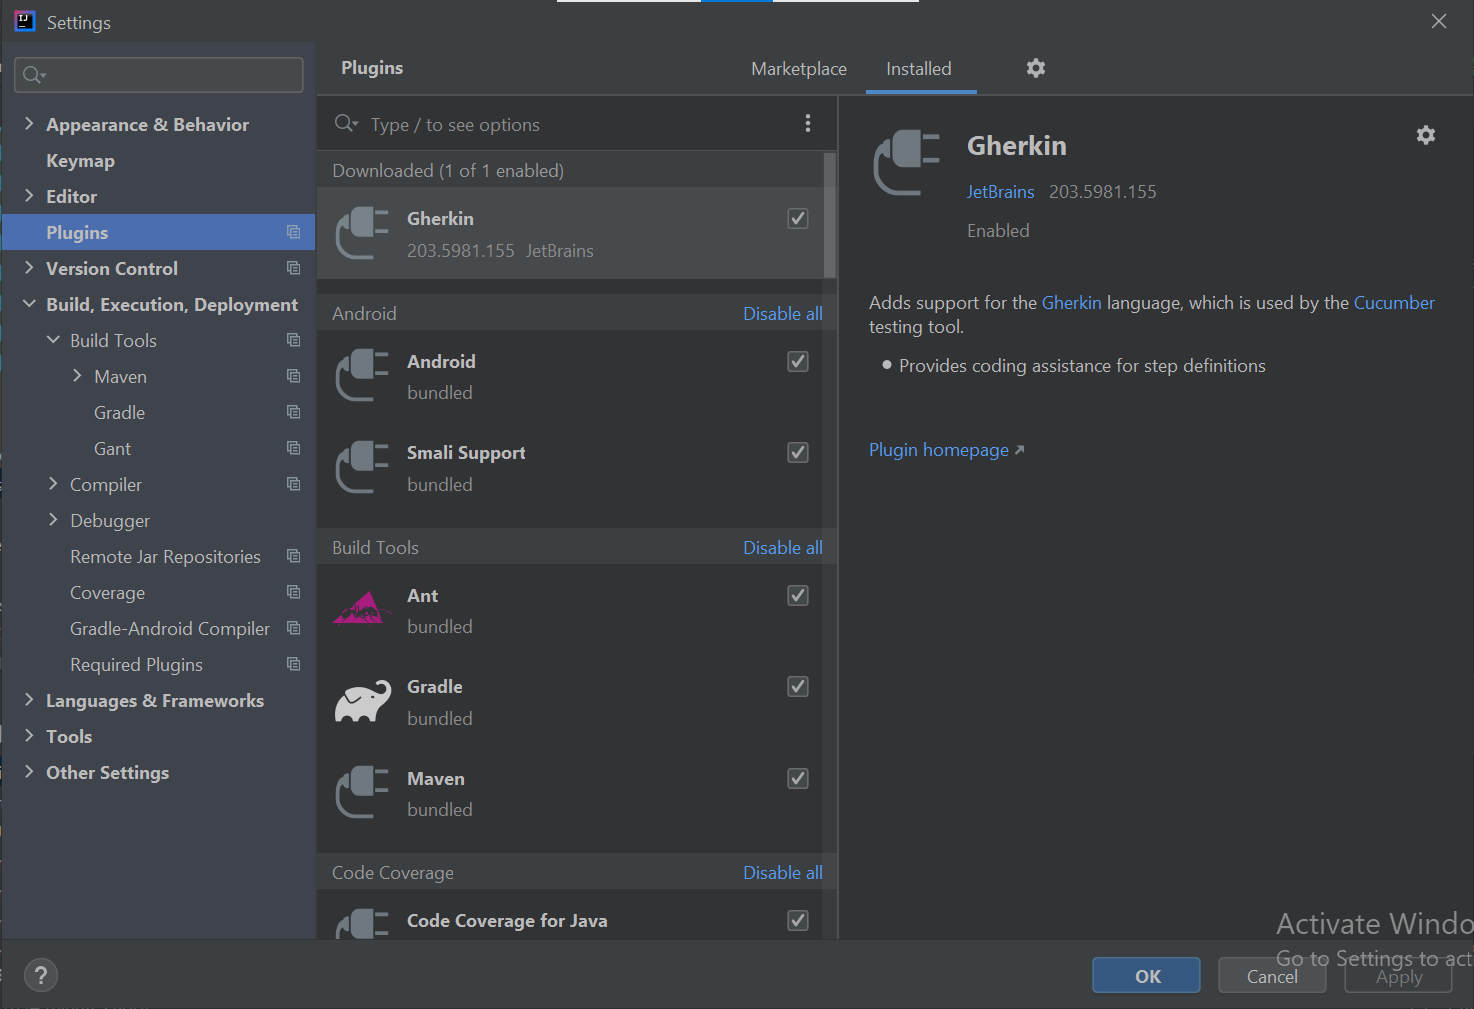 Settings
Appearance & Behavior
Keymap
Editor
Plugins
Version Control
Build, Execution, Deployment
Build Tools
Maven
Gradle
Gant
Compiler
Debugger
Remote Jar Repositories
Coverage
Gradle-Android Compiler
Required Plugins
Languages & Frameworks
Tools
Other Settings
Plugins
Marketplace
Installed
Type / to see options
Downloaded (1 of 1 enabled)
Gherkin
203.5981.155 JetBrains
Android Disable all
Android
bundled
Smali Support
bundled
Build Tools Disable all
Ant
bundled
Gradle
bundled
Maven
bundled
Code Coverage Disable all
Code Coverage for Java
Gherkin
JetBrains 203.5981.155
Enabled
Adds support for the Gherkin language, which is used by the Cucumber
testing tool.
Provides coding assistance for step definitions
Plugin homepage
Activate Windo
Go to Settings to act
?
OK
Cancel
Apply